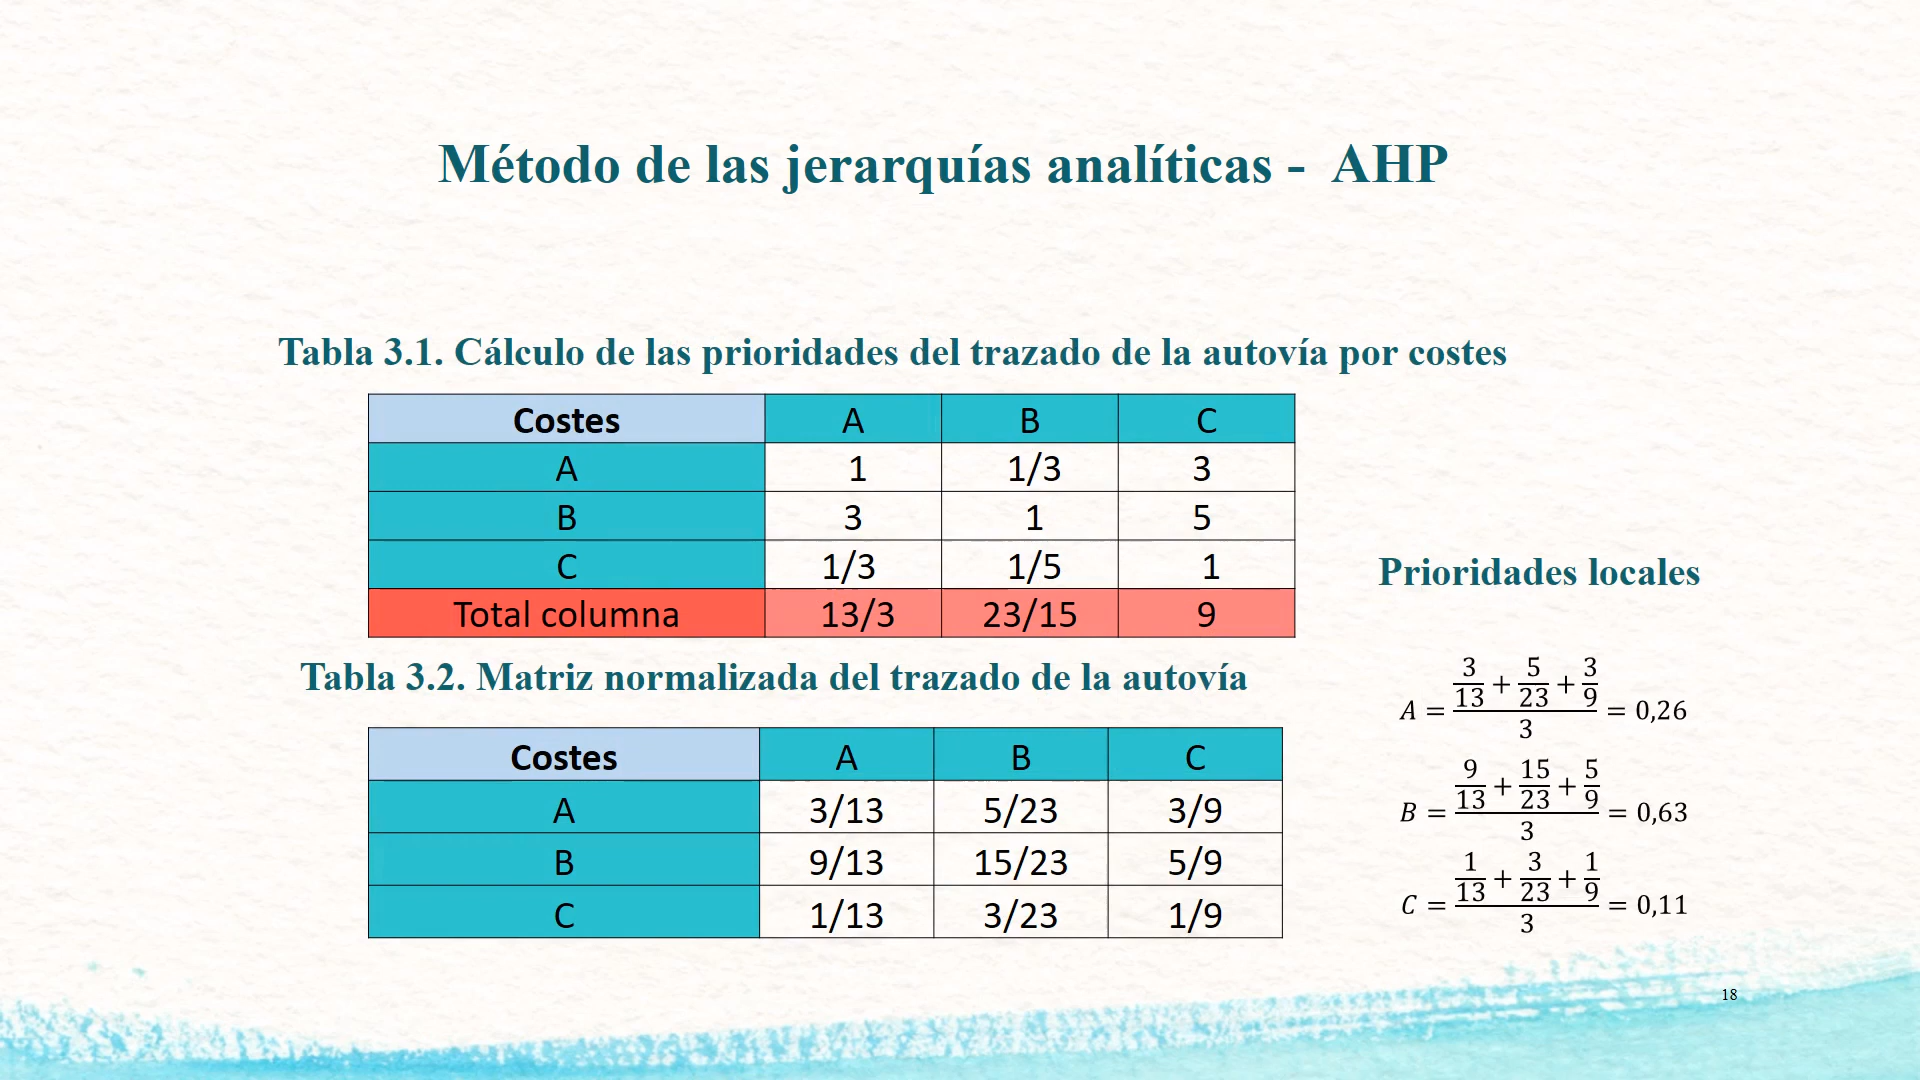 Método de las jerarquías analíticas - AHP
Tabla 3.1. Cálculo de las prioridades del trazado de la autovía por costes
Costes A B C
A 1 1/3 3
B 3 1 5
C 1/3 1/5 1
Total columna 13/3 23/15 9
Tabla 3.2. Matriz normalizada del trazado de la autovía
Costes A B C
A 3/13 5/23 3/9
B 9/13 15/23 5/9
C 1/13 3/23 1/9
Prioridades locales
A = (3/13 + 5/23 + 3/9)/3 = 0,26
B = (9/13 + 15/23 + 5/9)/3 = 0,63
C = (1/13 + 3/23 + 1/9)/3 = 0,11
18